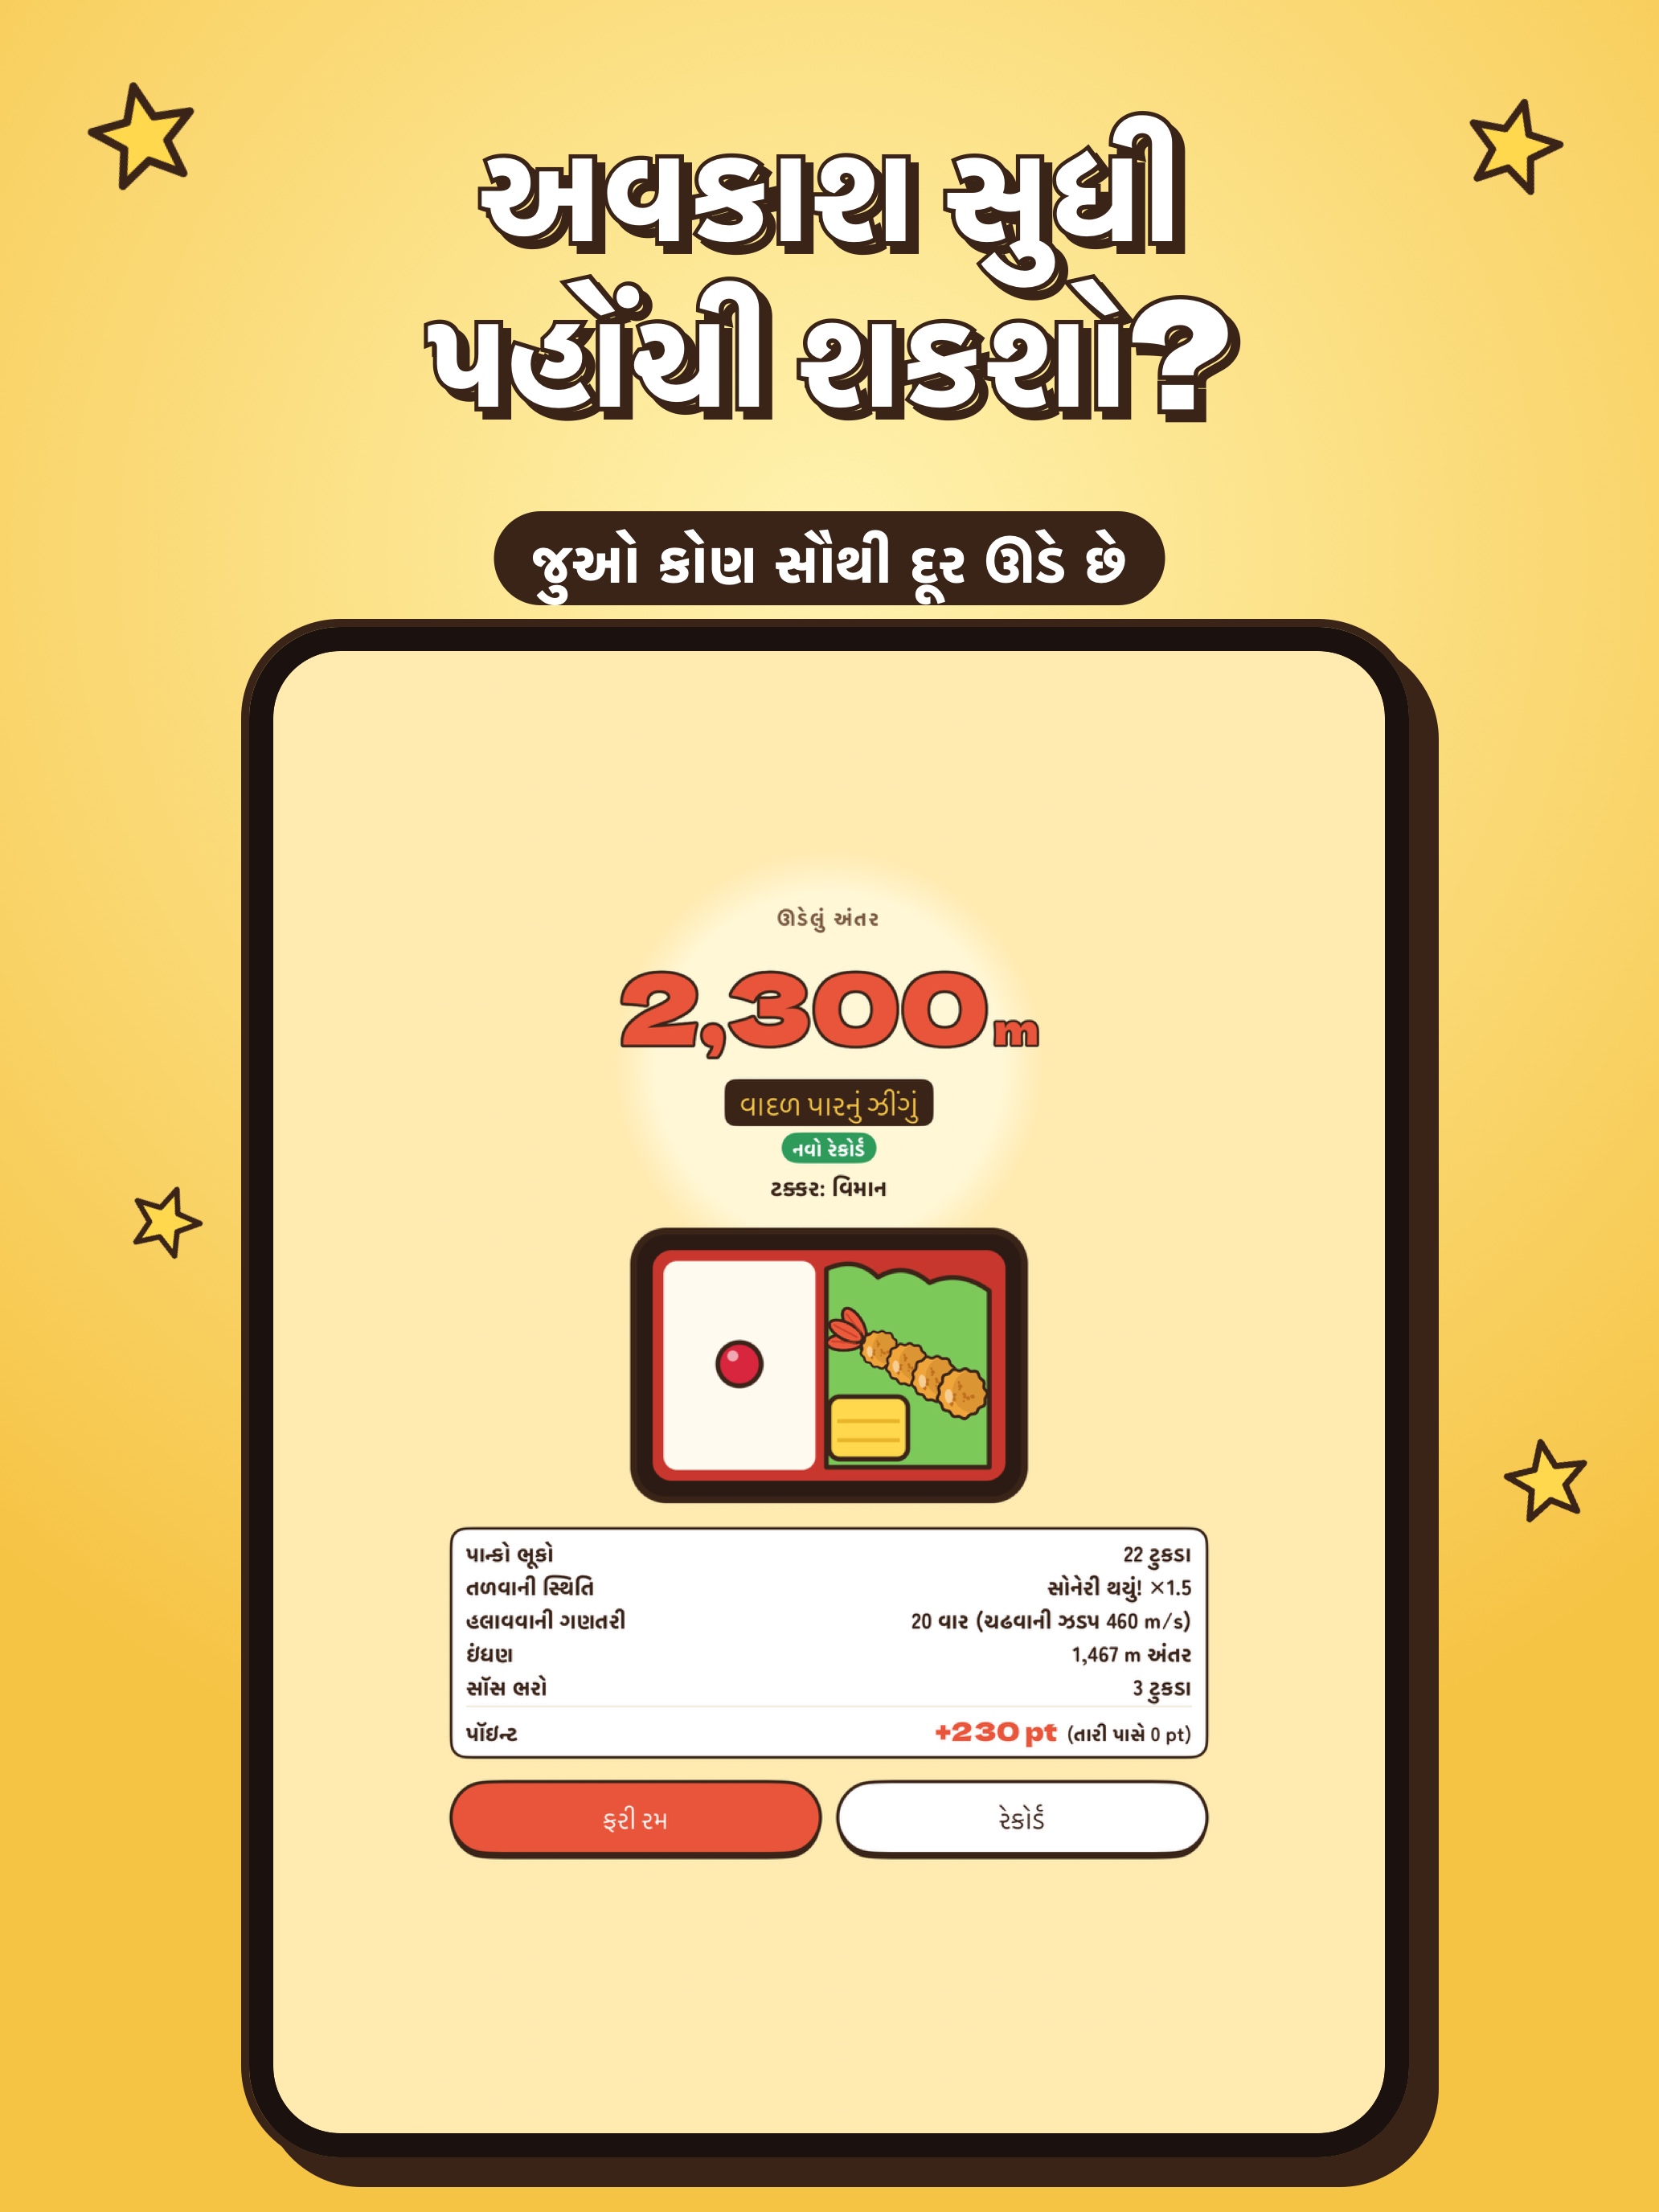 અવકાશ સુધી
પહોંચી શકશો?
જુઓ કોણ સૌથી દૂર ઊડે છે
ઊડેલું અંતર
2,300 m
વાદળ પારનું ઝીંગું
નવો રેકોર્ડ
ટક્કર: વિમાન
પાન્કો ભૂકો 22 ટુકડા
તળવાની સ્થિતિ સોનેરી થયું! ×1.5
હલાવવાની ગણતરી 20 વાર (ચઢવાની ઝડપ 460 m/s)
ઇંધણ 1,467 m અંતર
સૉસ ભરો 3 ટુકડા
પૉઇન્ટ +230 pt (તારી પાસે 0 pt)
ફરી રમ રેકોર્ડ